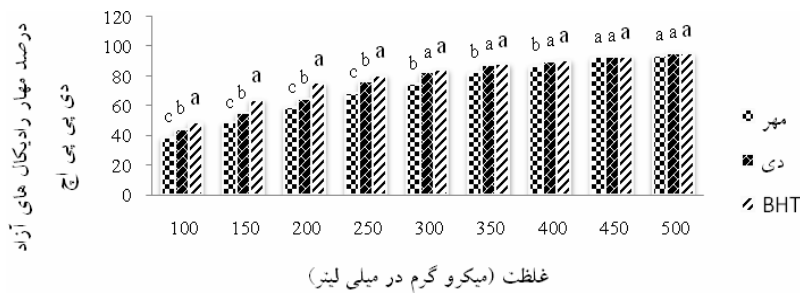 درصد مهار رادیکال های آزاد
دی پی پی اچ
120
100
80
60
40
20
0
c b a
c b a
c b a
c b a
b a a
b a a
b a a
a a a
a a a
100 150 200 250 300 350 400 450 500
غلظت (میکرو گرم در میلی لیتر)
مهر
دی
BHT